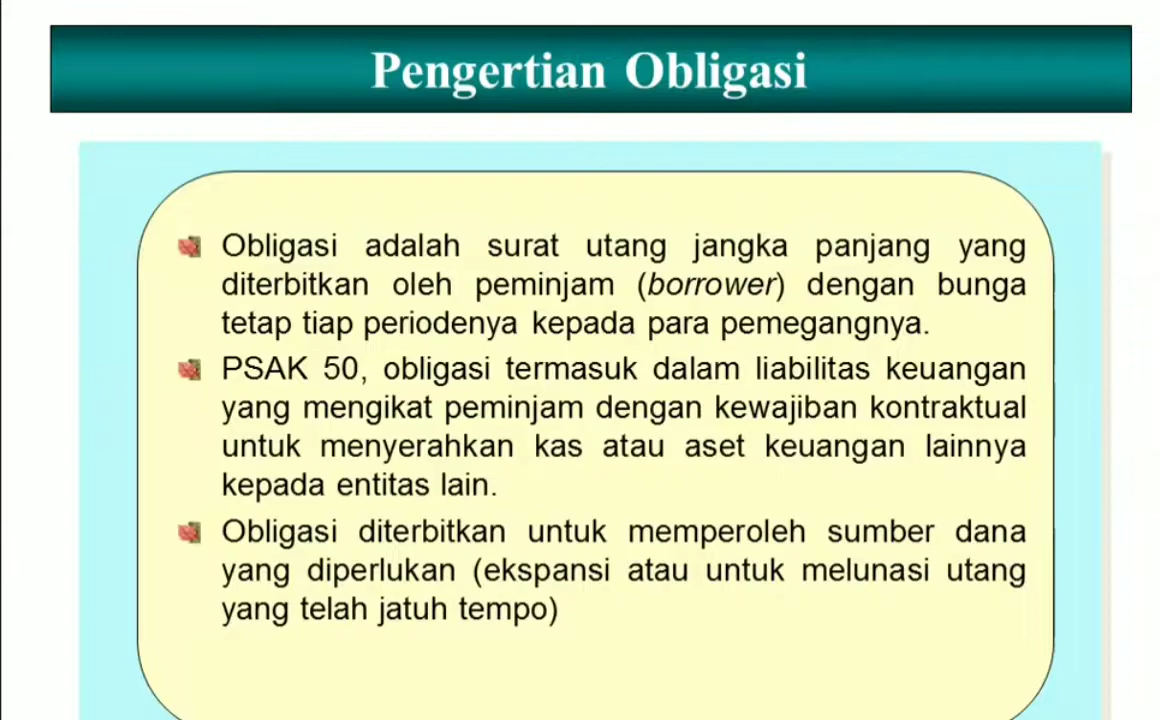 Pengertian Obligasi
Obligasi adalah surat utang jangka panjang yang
diterbitkan oleh peminjam (borrower) dengan bunga
tetap tiap periodenya kepada para pemegangnya.
PSAK 50, obligasi termasuk dalam liabilitas keuangan
yang mengikat peminjam dengan kewajiban kontraktual
untuk menyerahkan kas atau aset keuangan lainnya
kepada entitas lain.
Obligasi diterbitkan untuk memperoleh sumber dana
yang diperlukan (ekspansi atau untuk melunasi utang
yang telah jatuh tempo)